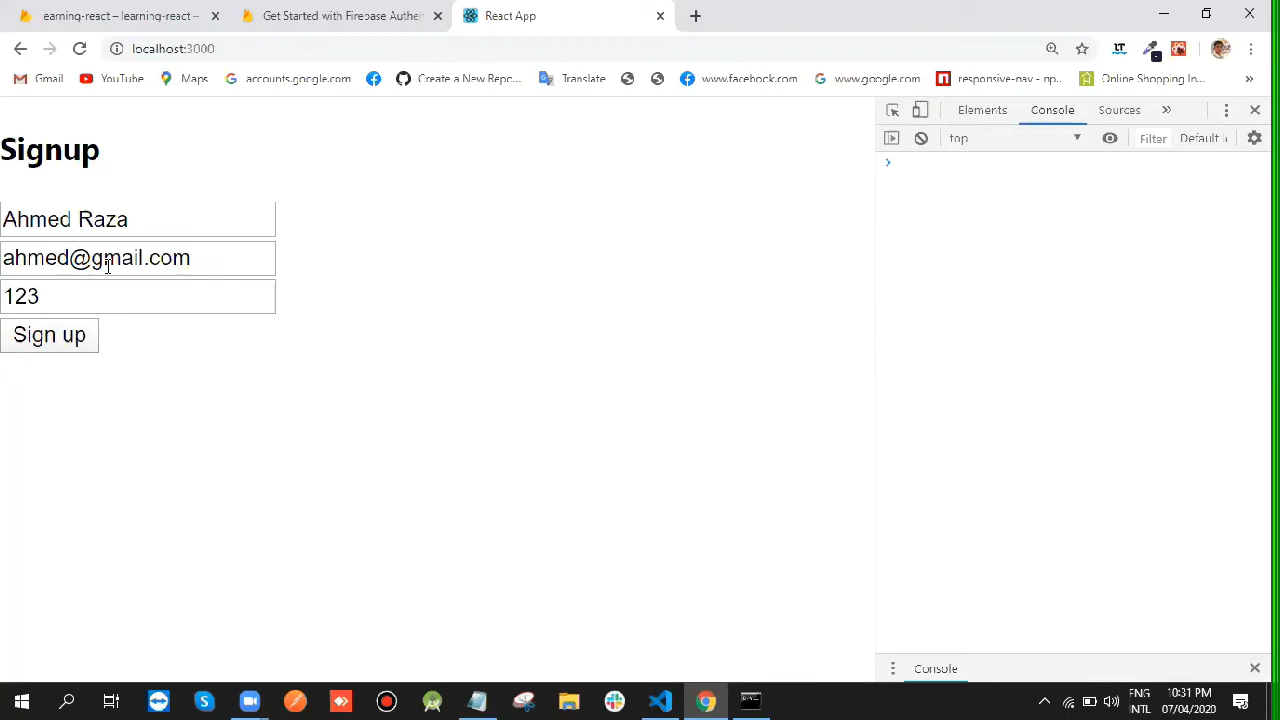 earning-react – learning-react –
Get Started with Firebase Auther
React App
localhost:3000
Gmail
YouTube
Maps
accounts.google.com
Create a New Repo...
Translate
www.facebook.com
www.google.com
responsive-nav - np...
Online Shopping In...
»
Signup
Ahmed Raza
ahmed@gmail.com
123
Sign up
Elements
Console
Sources
»
top
Filter
Default
Console
ENG
INTL
10:31 PM
07/04/2020